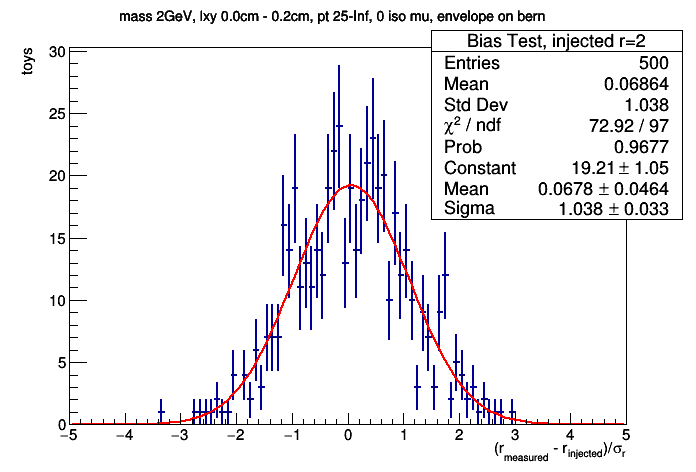 mass 2GeV, lxy 0.0cm - 0.2cm, pt 25-Inf, 0 iso mu, envelope on bern
Bias Test, injected r=2
Entries 500
Mean 0.06864
Std Dev 1.038
χ² / ndf 72.92 / 97
Prob 0.9677
Constant 19.21 ± 1.05
Mean 0.0678 ± 0.0464
Sigma 1.038 ± 0.033
toys
30
25
20
15
10
5
0
−5 −4 −3 −2 −1 0 1 2 3 4 5
(r_measured - r_injected)/σ_r